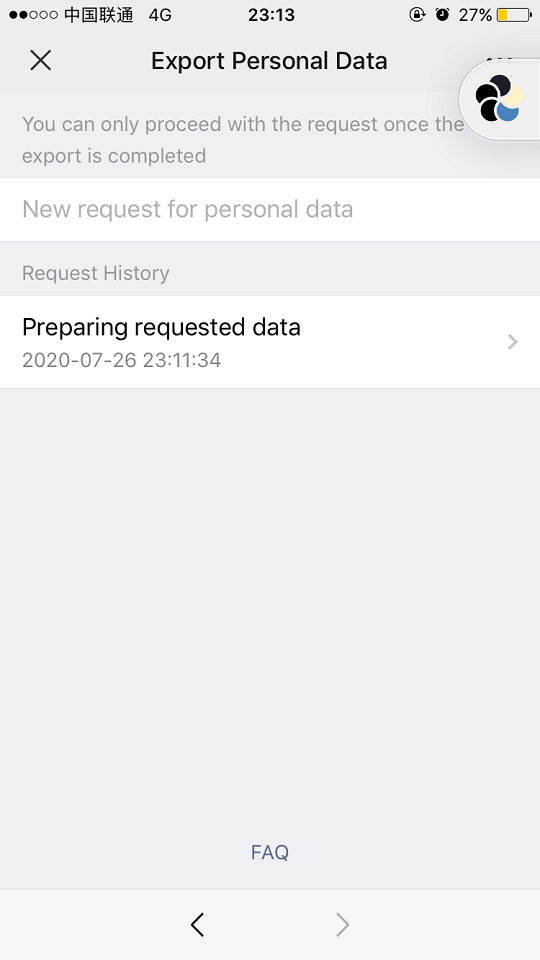 中国联通 4G 23:13 27%
Export Personal Data
You can only proceed with the request once the
export is completed
New request for personal data
Request History
Preparing requested data
2020-07-26 23:11:34
FAQ